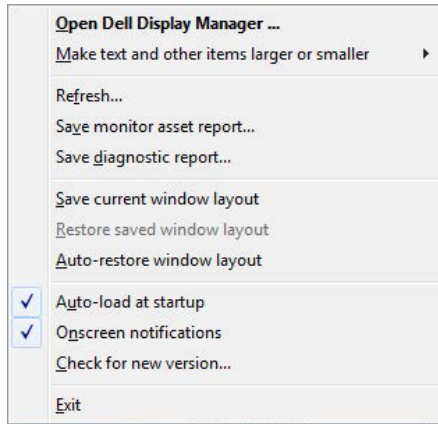 Open Dell Display Manager ...
Make text and other items larger or smaller
Refresh...
Save monitor asset report...
Save diagnostic report...
Save current window layout
Restore saved window layout
Auto-restore window layout
Auto-load at startup
Onscreen notifications
Check for new version...
Exit